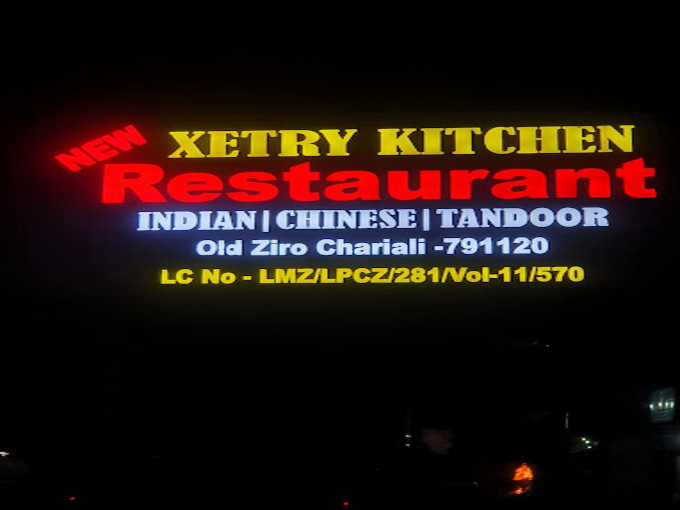 NEW XETRY KITCHEN
Restaurant
INDIAN | CHINESE | TANDOOR
Old Ziro Chariali -791120
LC No - LMZ/LPCZ/281/Vol-11/570